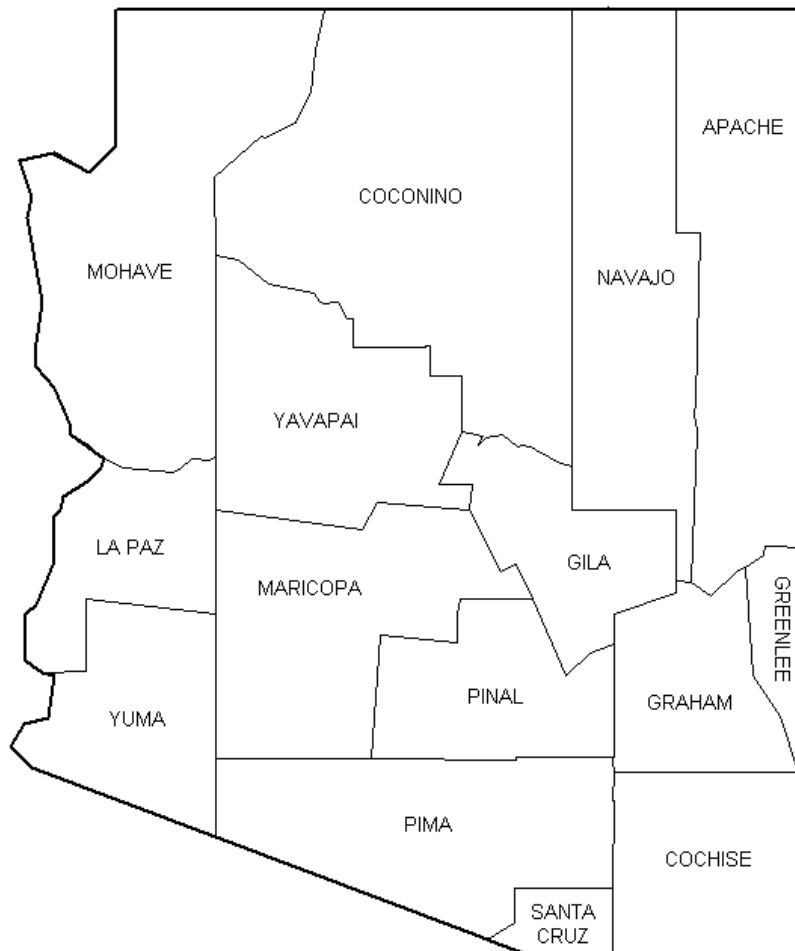 APACHE
COCONINO
MOHAVE
NAVAJO
YAVAPAI
LA PAZ
MARICOPA
GILA
GREENLEE
YUMA
PINAL
GRAHAM
PIMA
COCHISE
SANTA
CRUZ